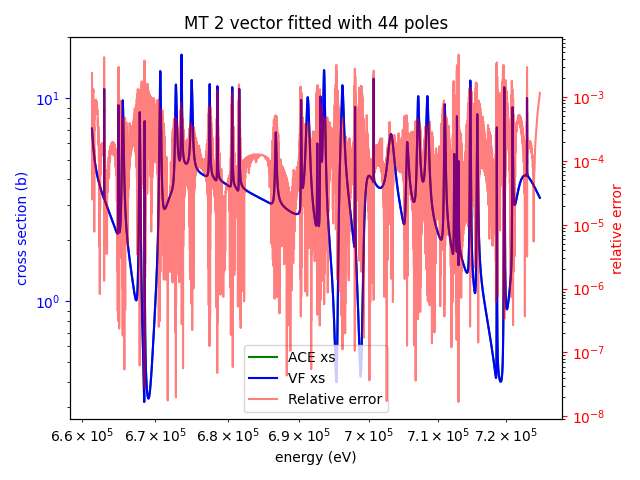 MT 2 vector fitted with 44 poles
cross section (b)
10¹
10⁰
relative error
10⁻³
10⁻⁴
10⁻⁵
10⁻⁶
10⁻⁷
10⁻⁸
ACE xs
VF xs
Relative error
6.6 × 10⁵ 6.7 × 10⁵ 6.8 × 10⁵ 6.9 × 10⁵ 7 × 10⁵ 7.1 × 10⁵ 7.2 × 10⁵
energy (eV)